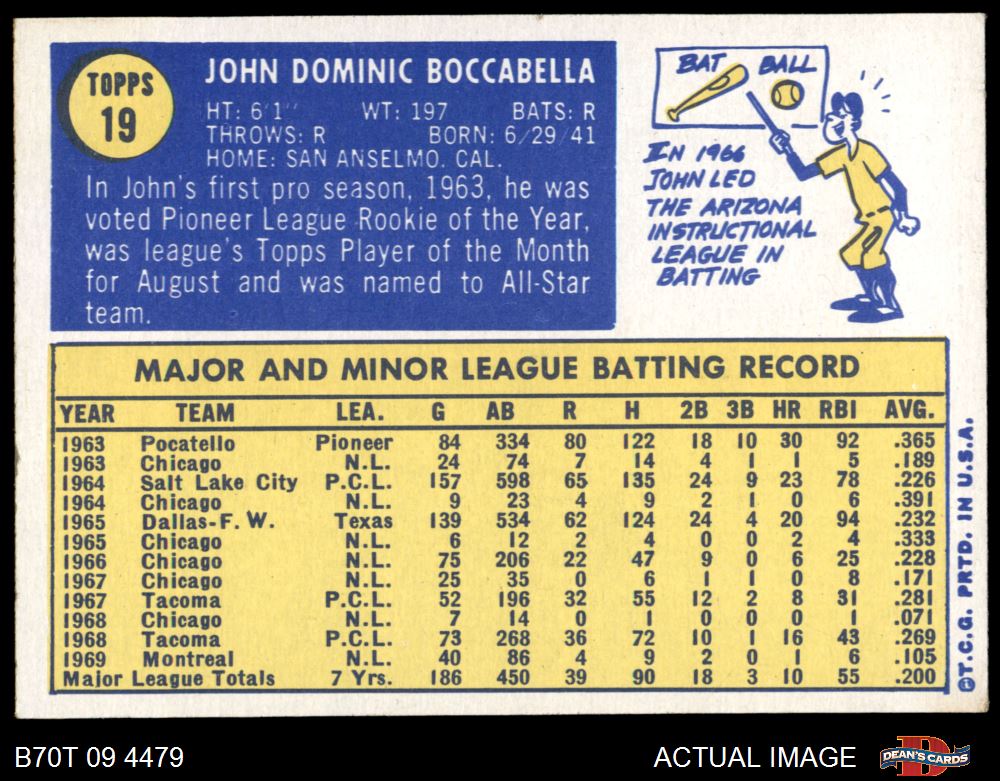 TOPPS
19
JOHN DOMINIC BOCCABELLA
HT: 6'1" WT: 197 BATS: R
THROWS: R BORN: 6/29/41
HOME: SAN ANSELMO. CAL.
In John's first pro season, 1963, he was
voted Pioneer League Rookie of the Year,
was league's Topps Player of the Month
for August and was named to All-Star
team.
BAT BALL
IN 1966
JOHN LED
THE ARIZONA
INSTRUCTIONAL
LEAGUE IN
BATTING
MAJOR AND MINOR LEAGUE BATTING RECORD
YEAR TEAM LEA. G AB R H 2B 3B HR RBI AVG.
1963 Pocatello Pioneer 84 334 80 122 18 10 30 92 .365
1963 Chicago N.L. 24 74 7 14 4 1 1 5 .189
1964 Salt Lake City P.C.L. 157 598 65 135 24 9 23 78 .226
1964 Chicago N.L. 9 23 4 9 2 1 0 6 .391
1965 Dallas-F. W. Texas 139 534 62 124 24 4 20 94 .232
1965 Chicago N.L. 6 12 2 4 0 0 2 4 .333
1966 Chicago N.L. 75 206 22 47 9 0 6 25 .228
1967 Chicago N.L. 25 35 0 6 1 1 0 8 .171
1967 Tacoma P.C.L. 52 196 32 55 12 2 8 31 .281
1968 Chicago N.L. 7 14 0 1 0 0 0 1 .071
1968 Tacoma P.C.L. 73 268 36 72 10 1 16 43 .269
1969 Montreal N.L. 40 86 4 9 2 0 1 6 .105
Major League Totals 7 Yrs. 186 450 39 90 18 3 10 55 .200
©T.C.G. PRTD. IN U.S.A.
B70T 09 4479
ACTUAL IMAGE
DEAN'S CARDS